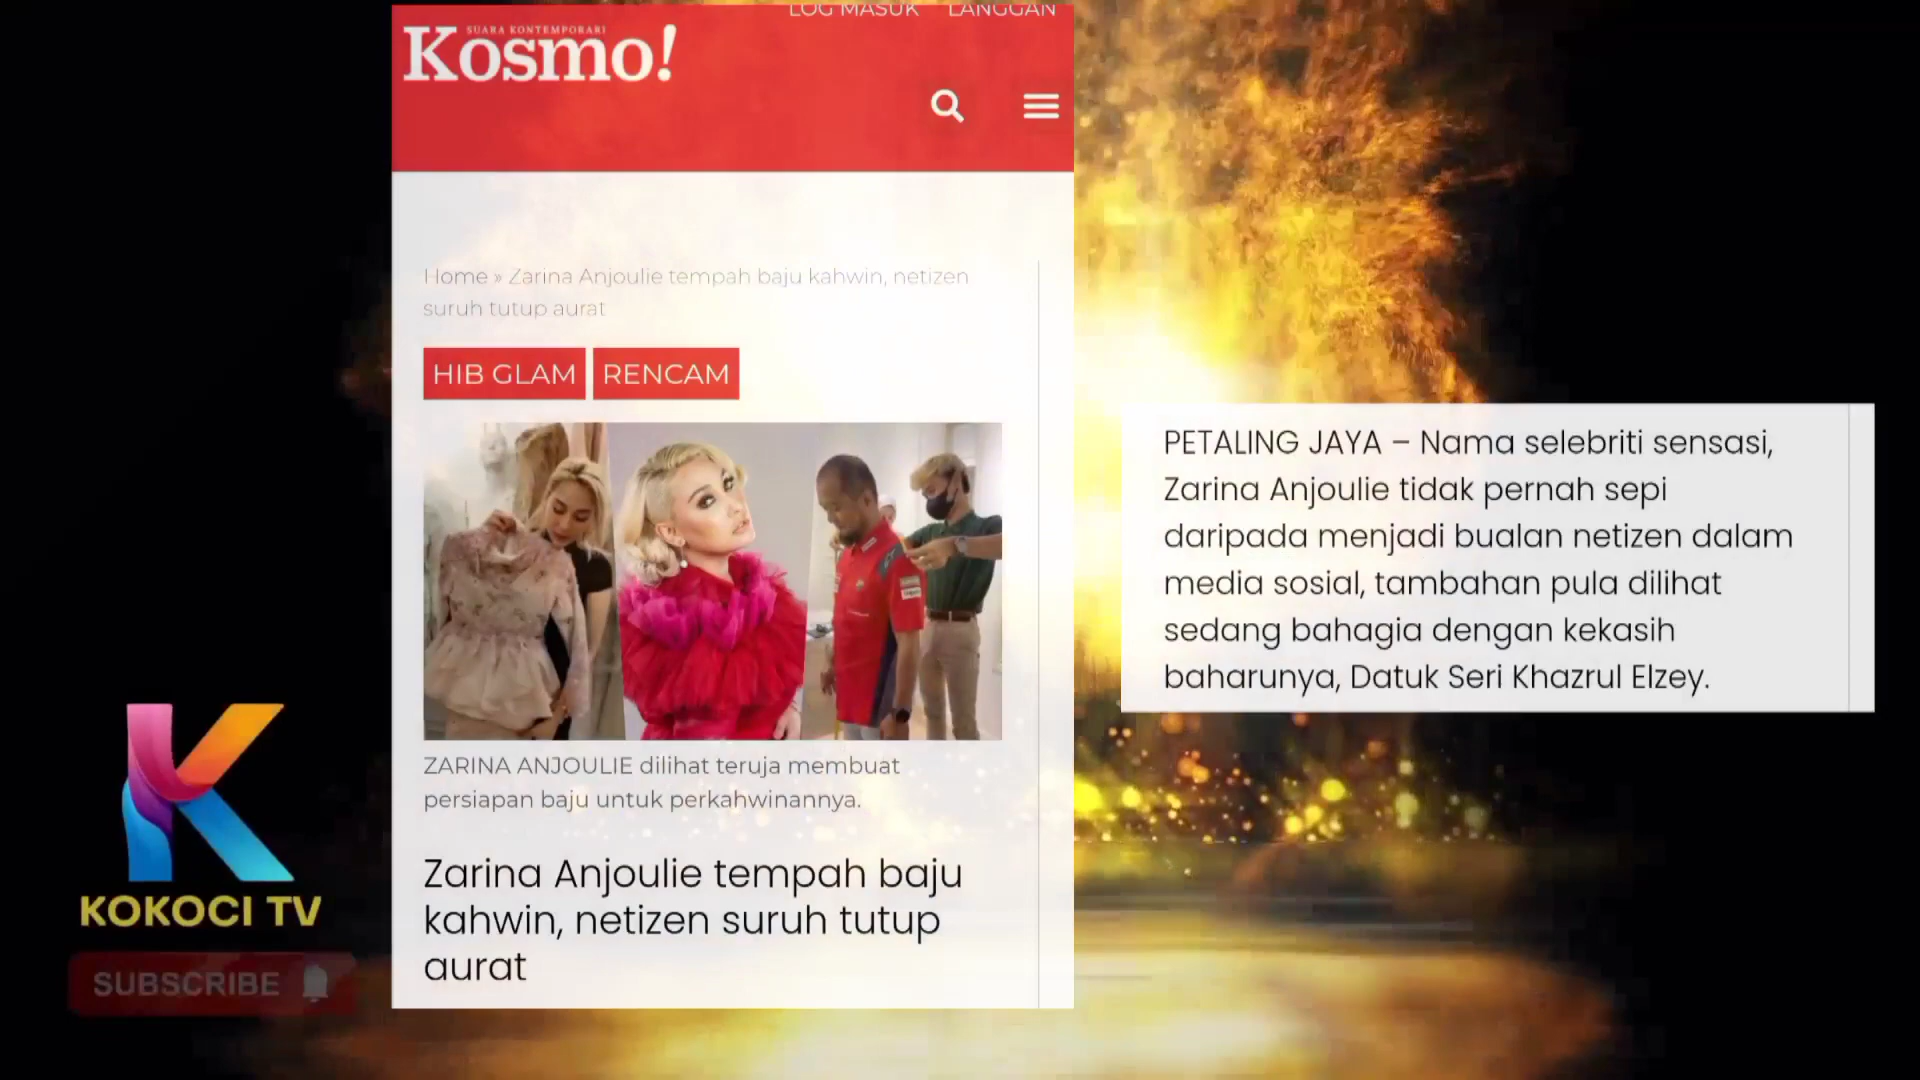 LOG MASUK LANGGAN
SUARA KONTEMPORARI
Kosmo!
Home » Zarina Anjoulie tempah baju kahwin, netizen
suruh tutup aurat
HIB GLAM RENCAM
ZARINA ANJOULIE dilihat teruja membuat
persiapan baju untuk perkahwinannya.
Zarina Anjoulie tempah baju
kahwin, netizen suruh tutup
aurat
PETALING JAYA – Nama selebriti sensasi,
Zarina Anjoulie tidak pernah sepi
daripada menjadi bualan netizen dalam
media sosial, tambahan pula dilihat
sedang bahagia dengan kekasih
baharunya, Datuk Seri Khazrul Elzey.
K
KOKOCI TV
SUBSCRIBE